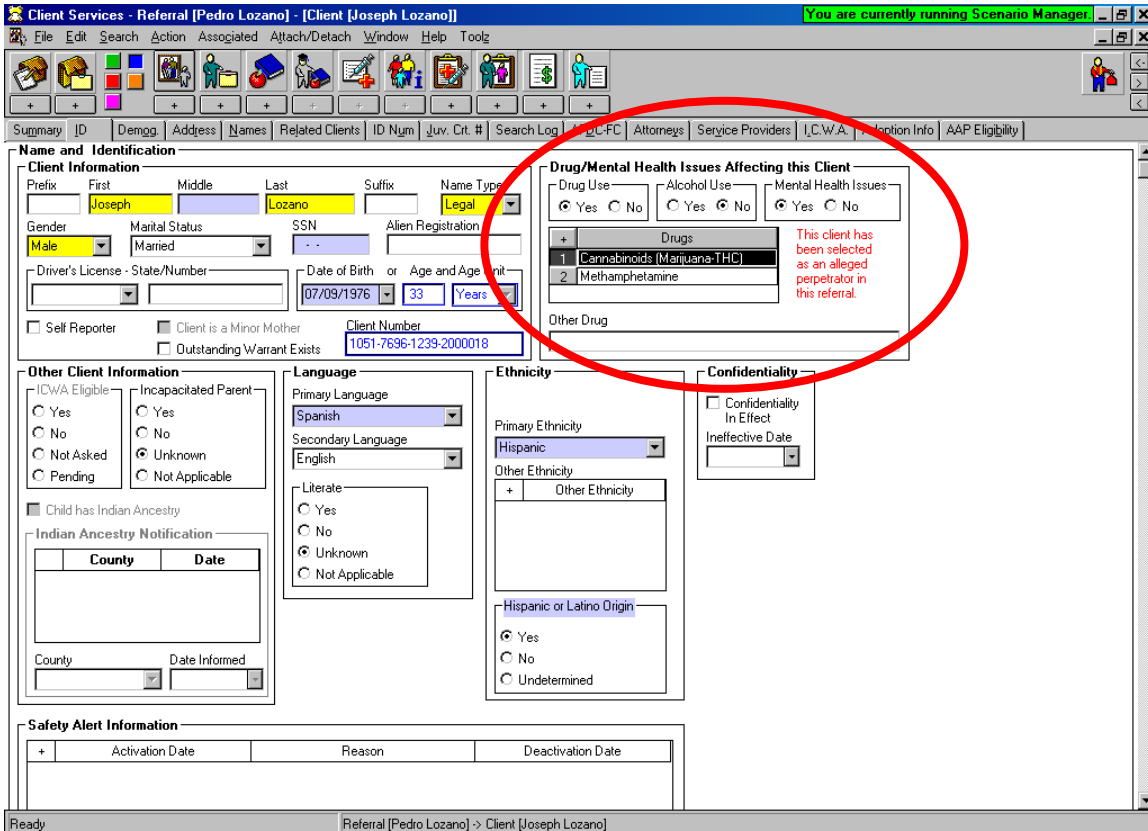 Client Services - Referral [Pedro Lozano] - [Client [Joseph Lozano]]
You are currently running Scenario Manager.
File Edit Search Action Associated Attach/Detach Window Help Toolz
+ + + + + + + + + + + +
Summary ID Demog. Address Names Related Clients ID Num Juv. Crt. # Search Log Attorneys Service Providers I.C.W.A. Adoption Info AAP Eligibility
Name and Identification
Client Information
Prefix First Middle Last Suffix Name Type
Joseph Lozano Legal
Gender Marital Status SSN Alien Registration
Male Married - -
Driver's License - State/Number
Date of Birth or Age and Age Unit
07/09/1976 33 Years
Self Reporter
Client is a Minor Mother
Outstanding Warrant Exists
Client Number
1051-7696-1239-2000018
Drug/Mental Health Issues Affecting this Client
Drug Use Alcohol Use Mental Health Issues
Yes No Yes No Yes No
+ Drugs
1 Cannabinoids (Marijuana-THC)
2 Methamphetamine
This client has
been selected
as an alleged
perpetrator in
this referral.
Other Drug
Other Client Information
ICWA Eligible
Yes
No
Not Asked
Pending
Incapacitated Parent
Yes
No
Unknown
Not Applicable
Child has Indian Ancestry
Indian Ancestry Notification
County Date
County Date Informed
Language
Primary Language
Spanish
Secondary Language
English
Literate
Yes
No
Unknown
Not Applicable
Ethnicity
Primary Ethnicity
Hispanic
Other Ethnicity
+ Other Ethnicity
Hispanic or Latino Origin
Yes
No
Undetermined
Confidentiality
Confidentiality
In Effect
Ineffective Date
Safety Alert Information
+ Activation Date Reason Deactivation Date
Ready Referral [Pedro Lozano] -> Client [Joseph Lozano]